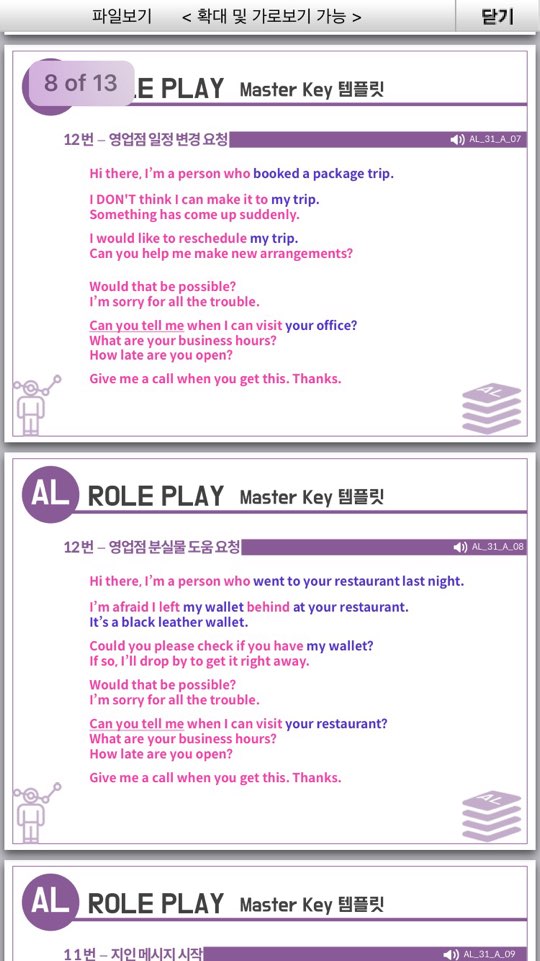 파일보기 < 확대 및 가로보기 가능 > 닫기
8 of 13
LE PLAY Master Key 템플릿
12번 – 영업점 일정 변경 요청 AL_31_A_07
Hi there, I'm a person who booked a package trip.
I DON'T think I can make it to my trip.
Something has come up suddenly.
I would like to reschedule my trip.
Can you help me make new arrangements?
Would that be possible?
I'm sorry for all the trouble.
Can you tell me when I can visit your office?
What are your business hours?
How late are you open?
Give me a call when you get this. Thanks.
AL
AL ROLE PLAY Master Key 템플릿
12번 – 영업점 분실물 도움 요청 AL_31_A_08
Hi there, I'm a person who went to your restaurant last night.
I'm afraid I left my wallet behind at your restaurant.
It's a black leather wallet.
Could you please check if you have my wallet?
If so, I'll drop by to get it right away.
Would that be possible?
I'm sorry for all the trouble.
Can you tell me when I can visit your restaurant?
What are your business hours?
How late are you open?
Give me a call when you get this. Thanks.
AL
AL ROLE PLAY Master Key 템플릿
11번 – 지인 메시지 시작 AL_31_A_09